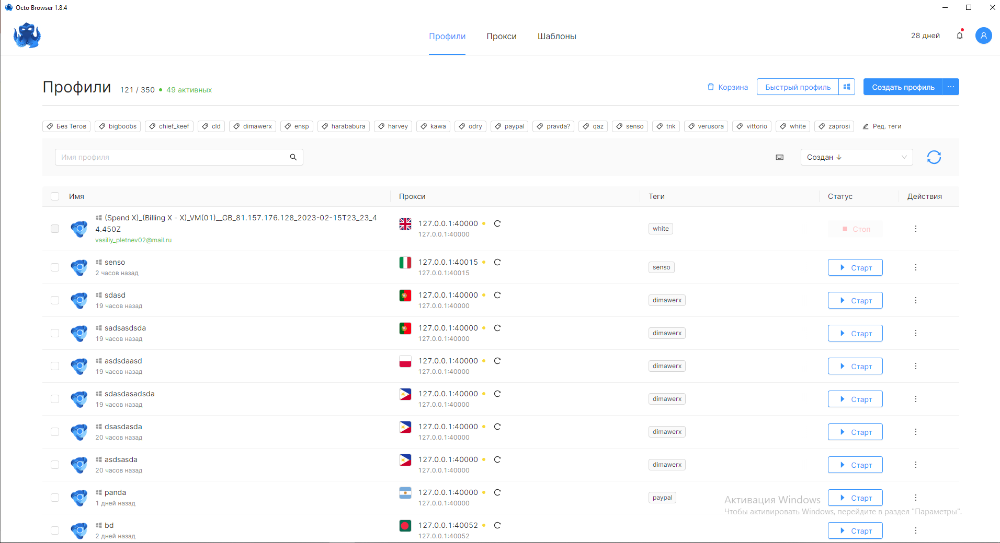 Octo Browser 1.8.4
Профили Прокси Шаблоны 28 дней
Профили 121 / 350 • 49 активных Корзина Быстрый профиль Создать профиль ...
Без Тегов bigboobs chief_keef cld dimawerx ensp harababura harvey kawa odry paypal pravda? qaz senso tnk verusora vittorio white zaprosi Ред. теги
Имя профиля Создан ↓
Имя Прокси Теги Статус Действия
(Spend X)_(Billing X - X)_VM(01)__GB_81.157.176.128_2023-02-15T23_23_4
4.450Z
vasiliy_pletnev02@mail.ru
127.0.0.1:40000
127.0.0.1:40000
white
Стоп
senso
2 часов назад
127.0.0.1:40015
127.0.0.1:40015
senso
Старт
sdasd
19 часов назад
127.0.0.1:40000
127.0.0.1:40000
dimawerx
Старт
sadsasdsda
19 часов назад
127.0.0.1:40000
127.0.0.1:40000
dimawerx
Старт
asdsdaasd
19 часов назад
127.0.0.1:40000
127.0.0.1:40000
dimawerx
Старт
sdasdasadsda
19 часов назад
127.0.0.1:40000
127.0.0.1:40000
dimawerx
Старт
dsasdasda
20 часов назад
127.0.0.1:40000
127.0.0.1:40000
dimawerx
Старт
asdsasda
20 часов назад
127.0.0.1:40000
127.0.0.1:40000
dimawerx
Старт
panda
1 дней назад
127.0.0.1:40000
127.0.0.1:40000
paypal
Старт
Активация Windows
Чтобы активировать Windows, перейдите в раздел "Параметры".
bd
2 дней назад
127.0.0.1:40052
127.0.0.1:40052
Старт